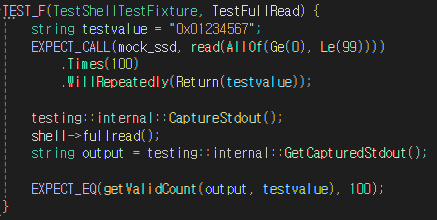 TEST_F(TestShellTestFixture, TestFullRead) {
    string testvalue = "0x01234567";
    EXPECT_CALL(mock_ssd, read(AllOf(Ge(0), Le(99))))
        .Times(100)
        .WillRepeatedly(Return(testvalue));

    testing::internal::CaptureStdout();
    shell->fullread();
    string output = testing::internal::GetCapturedStdout();

    EXPECT_EQ(getValidCount(output, testvalue), 100);
}